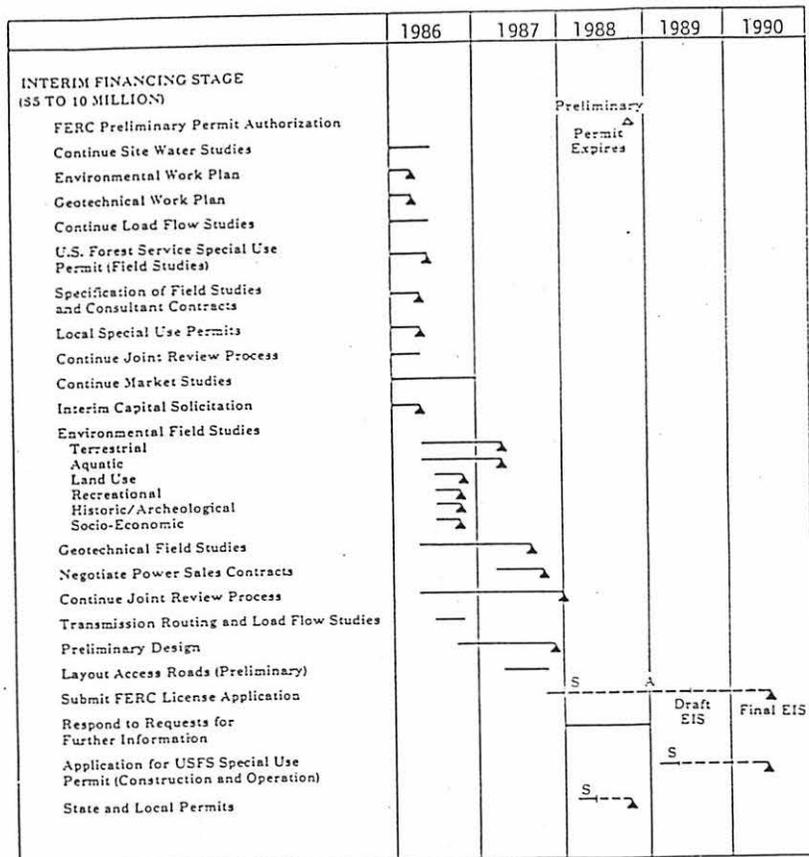 1986 1987 1988 1989 1990
INTERIM FINANCING STAGE
($5 TO 10 MILLION)
Preliminary
FERC Preliminary Permit Authorization
Permit
Expires
Continue Site Water Studies
Environmental Work Plan
Geotechnical Work Plan
Continue Load Flow Studies
U.S. Forest Service Special Use
Permit (Field Studies)
Specification of Field Studies
and Consultant Contracts
Local Special Use Permits
Continue Joint Review Process
Continue Market Studies
Interim Capital Solicitation
Environmental Field Studies
Terrestrial
Aquatic
Land Use
Recreational
Historic/Archeological
Socio-Economic
Geotechnical Field Studies
Negotiate Power Sales Contracts
Continue Joint Review Process
Transmission Routing and Load Flow Studies
Preliminary Design
Layout Access Roads (Preliminary)
S A
Submit FERC License Application
Draft
EIS
Final EIS
Respond to Requests for
Further Information
Application for USFS Special Use
Permit (Construction and Operation)
S
State and Local Permits
S